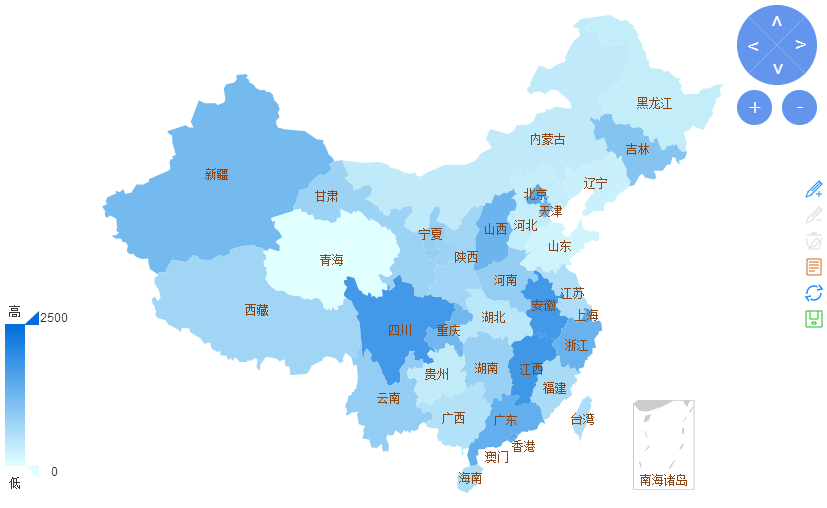 黑龙江
内蒙古
吉林
新疆
辽宁
甘肃
北京
天津
宁夏
山西
河北
山东
青海
陕西
河南
西藏
江苏
安徽
高
2500
上海
湖北
四川
重庆
浙江
湖南
江西
贵州
福建
云南
广西
广东
台湾
香港
澳门
0
海南
南海诸岛
低
+
-